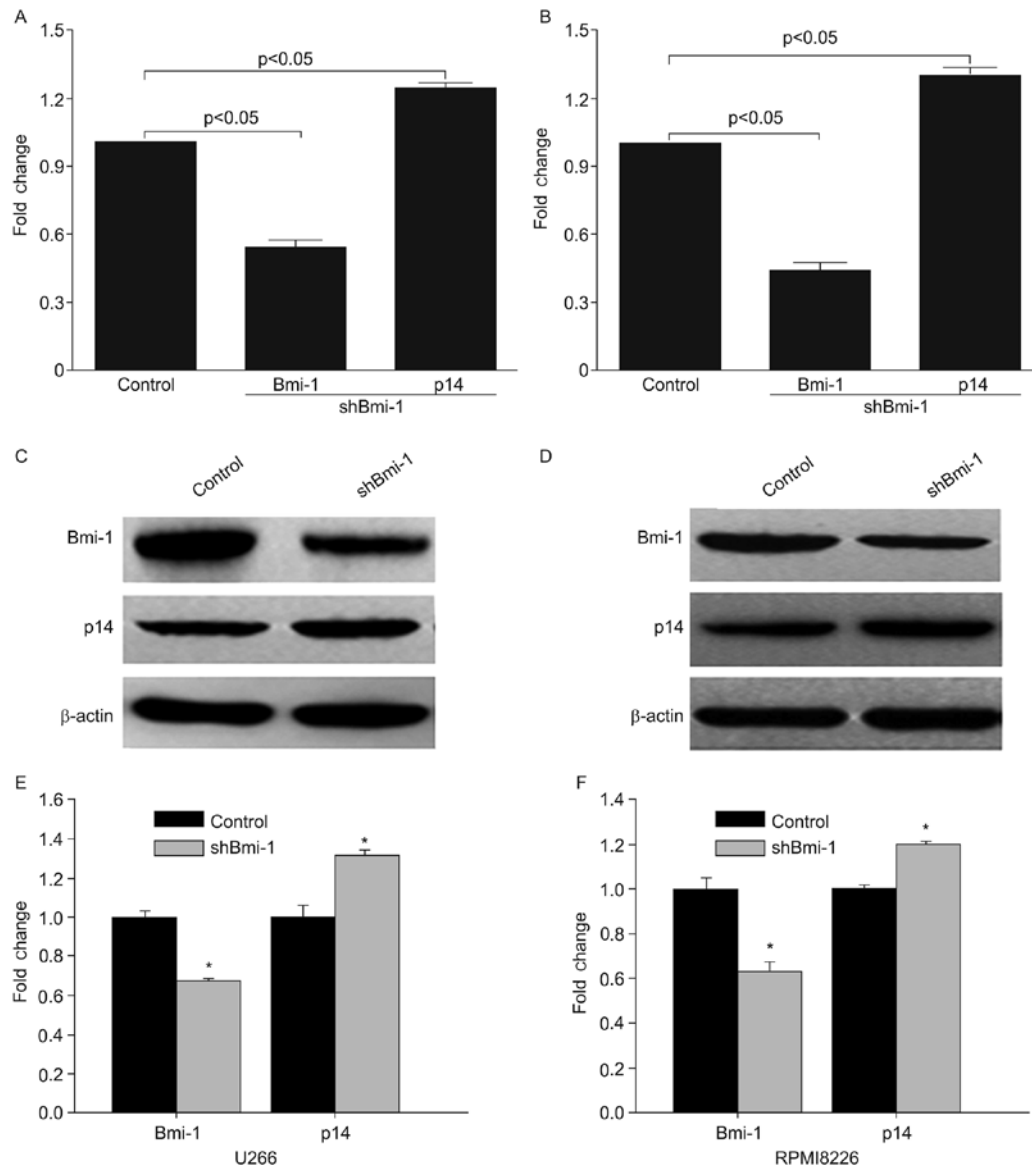 A
1.5
1.2
0.9
0.6
0.3
0
Fold change
p<0.05
p<0.05
Control
Bmi-1
p14
shBmi-1
B
1.5
1.2
0.9
0.6
0.3
0
Fold change
p<0.05
p<0.05
Control
Bmi-1
p14
shBmi-1
C
Control
shBmi-1
Bmi-1
p14
β-actin
D
Control
shBmi-1
Bmi-1
p14
β-actin
E
1.6
1.4
1.2
1.0
0.8
0.6
0.4
0.2
0.0
Fold change
Control
shBmi-1
*
*
Bmi-1
p14
U266
F
1.4
1.2
1.0
0.8
0.6
0.4
0.2
0.0
Fold change
Control
shBmi-1
*
*
Bmi-1
p14
RPMI8226